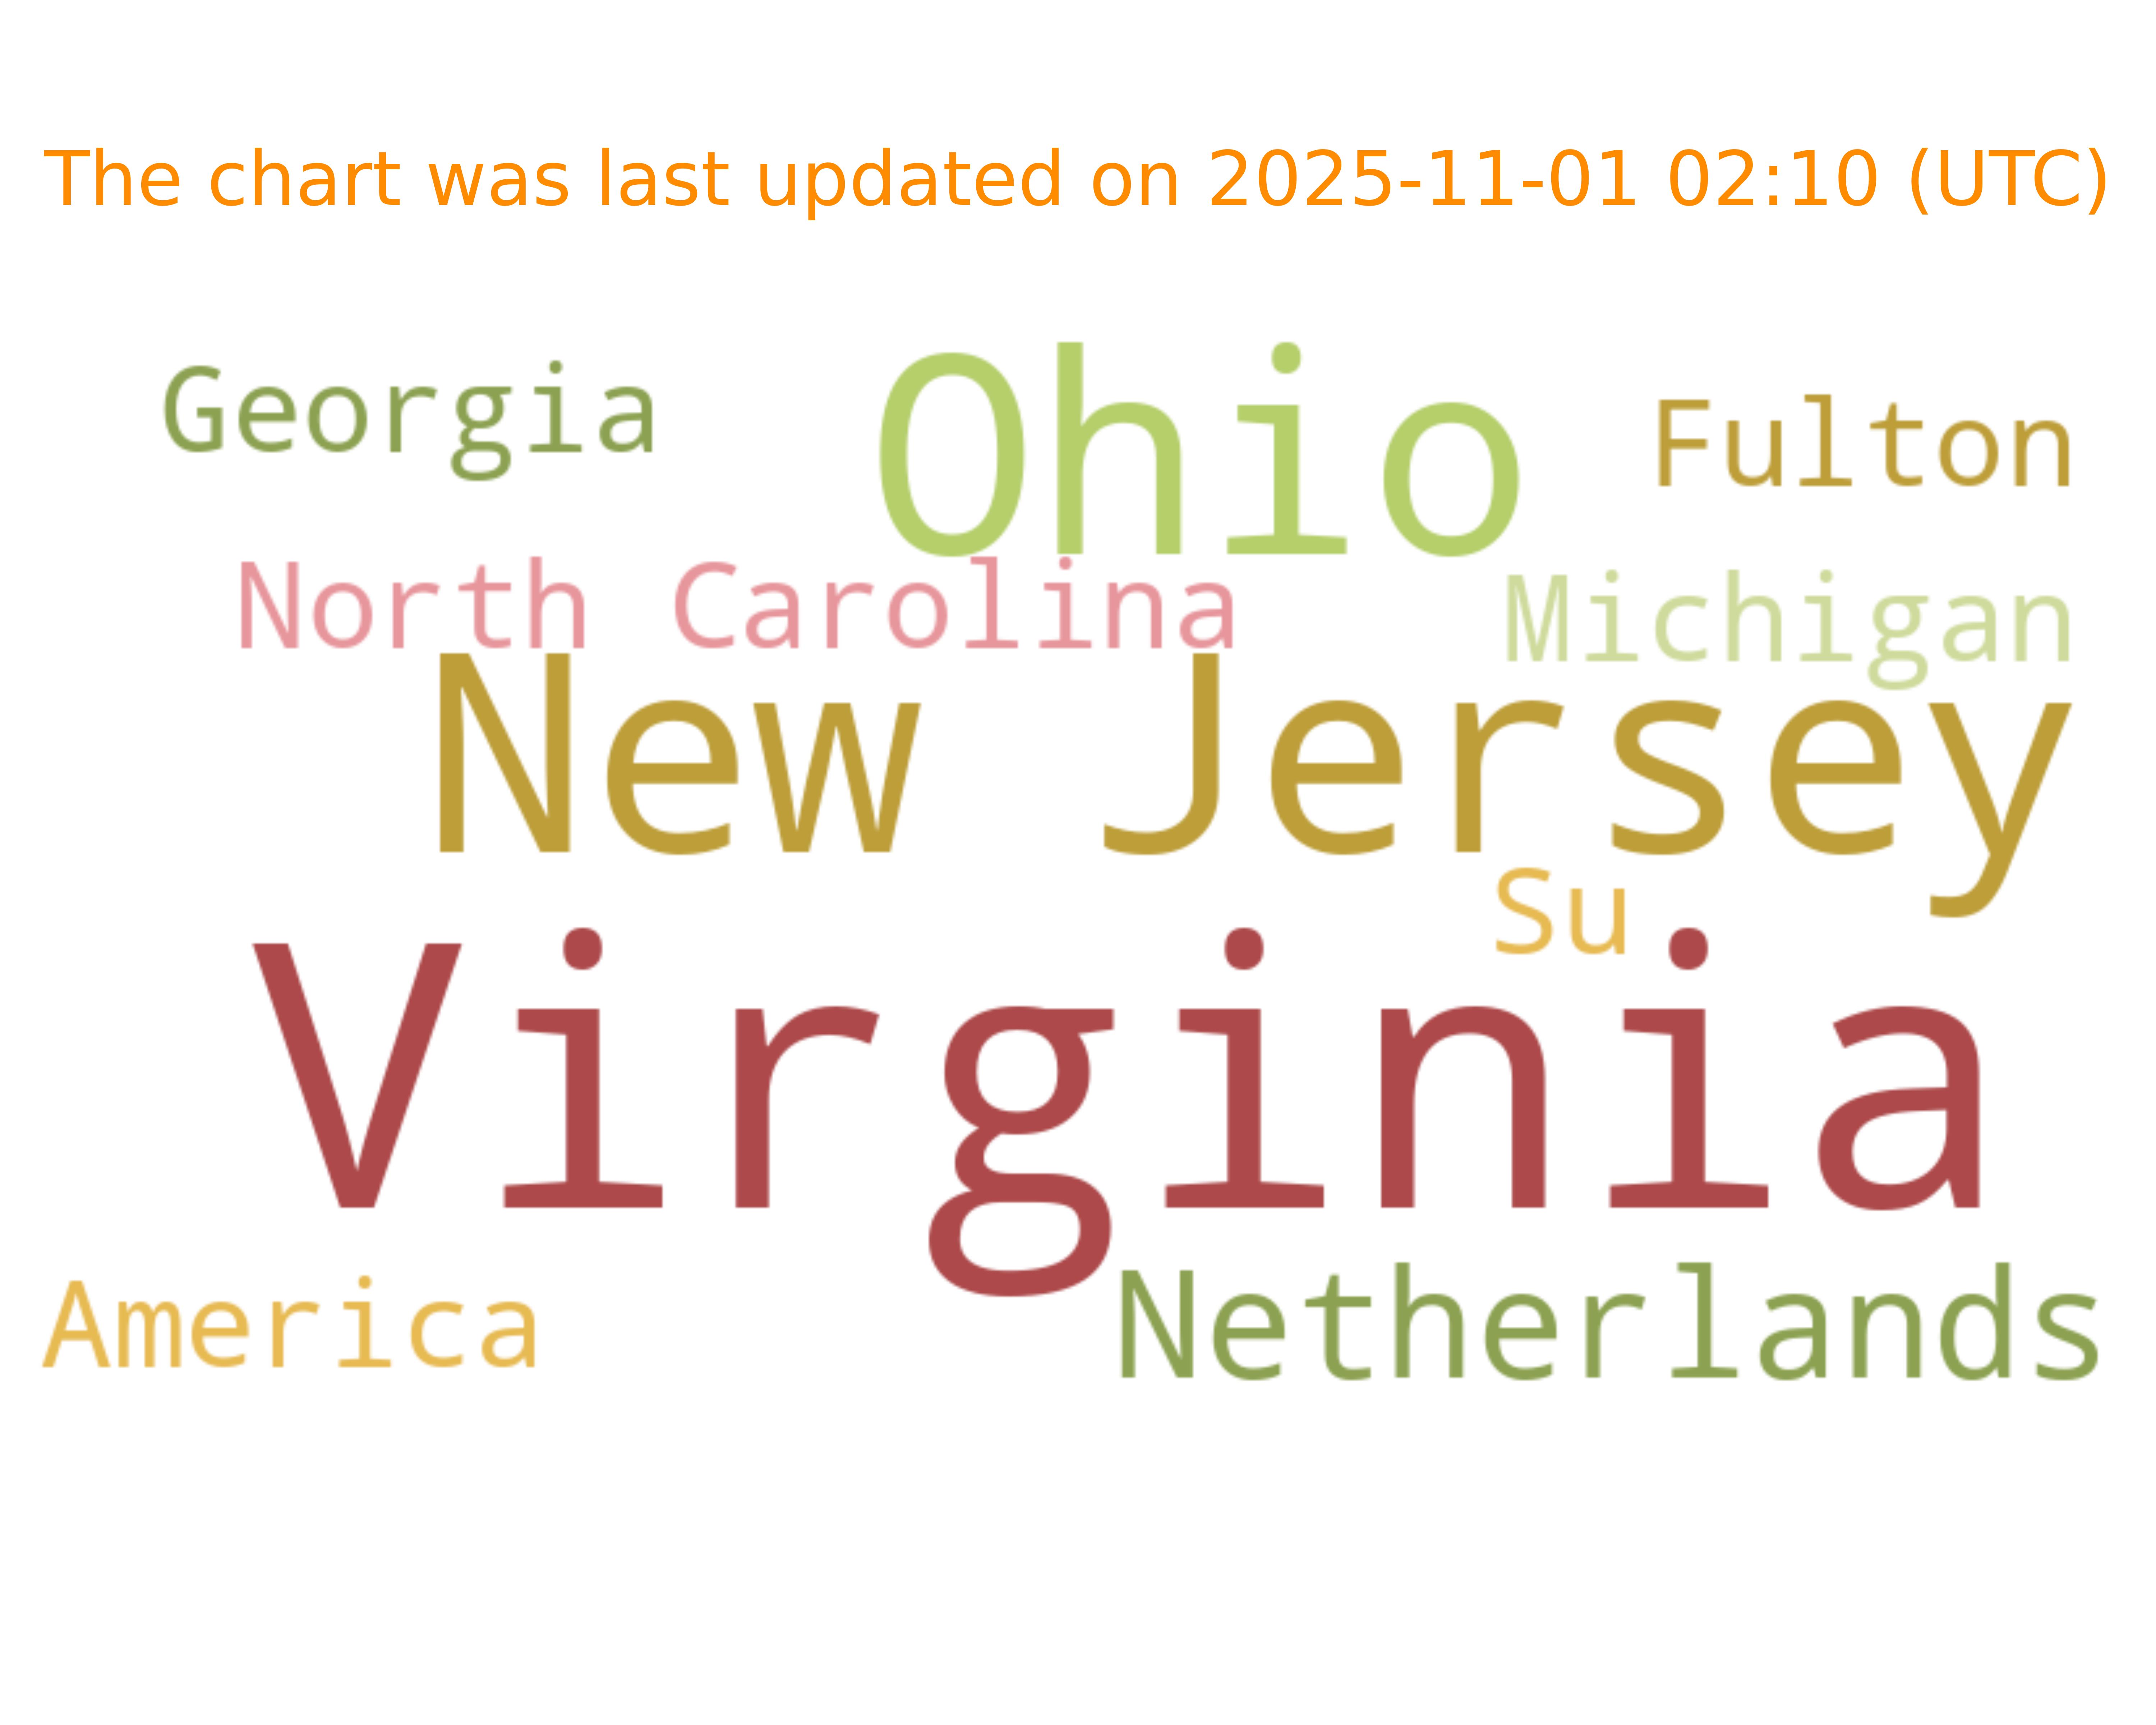 The chart was last updated on 2025-11-01 02:10 (UTC)
Georgia
Ohio
Fulton
North Carolina
Michigan
New Jersey
Su
Virginia
America
Netherlands